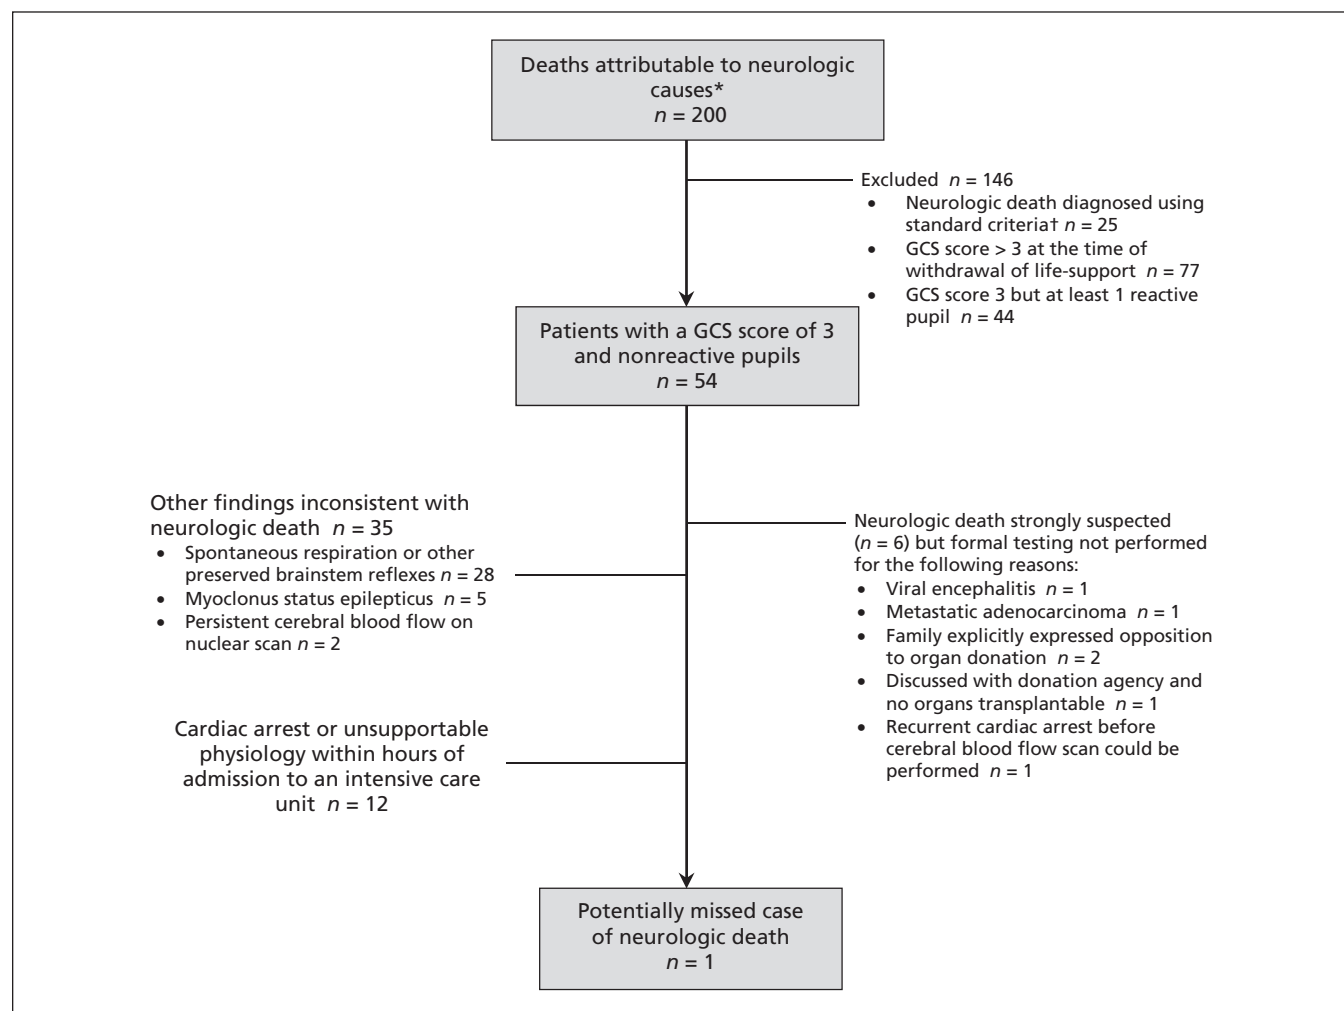 Deaths attributable to neurologic
causes*
n = 200
Excluded n = 146
• Neurologic death diagnosed using
standard criteria† n = 25
• GCS score > 3 at the time of
withdrawal of life-support n = 77
• GCS score 3 but at least 1 reactive
pupil n = 44
Patients with a GCS score of 3
and nonreactive pupils
n = 54
Other findings inconsistent with
neurologic death n = 35
• Spontaneous respiration or other
preserved brainstem reflexes n = 28
• Myoclonus status epilepticus n = 5
• Persistent cerebral blood flow on
nuclear scan n = 2
Neurologic death strongly suspected
(n = 6) but formal testing not performed
for the following reasons:
• Viral encephalitis n = 1
• Metastatic adenocarcinoma n = 1
• Family explicitly expressed opposition
to organ donation n = 2
• Discussed with donation agency and
no organs transplantable n = 1
• Recurrent cardiac arrest before
cerebral blood flow scan could be
performed n = 1
Cardiac arrest or unsupportable
physiology within hours of
admission to an intensive care
unit n = 12
Potentially missed case
of neurologic death
n = 1